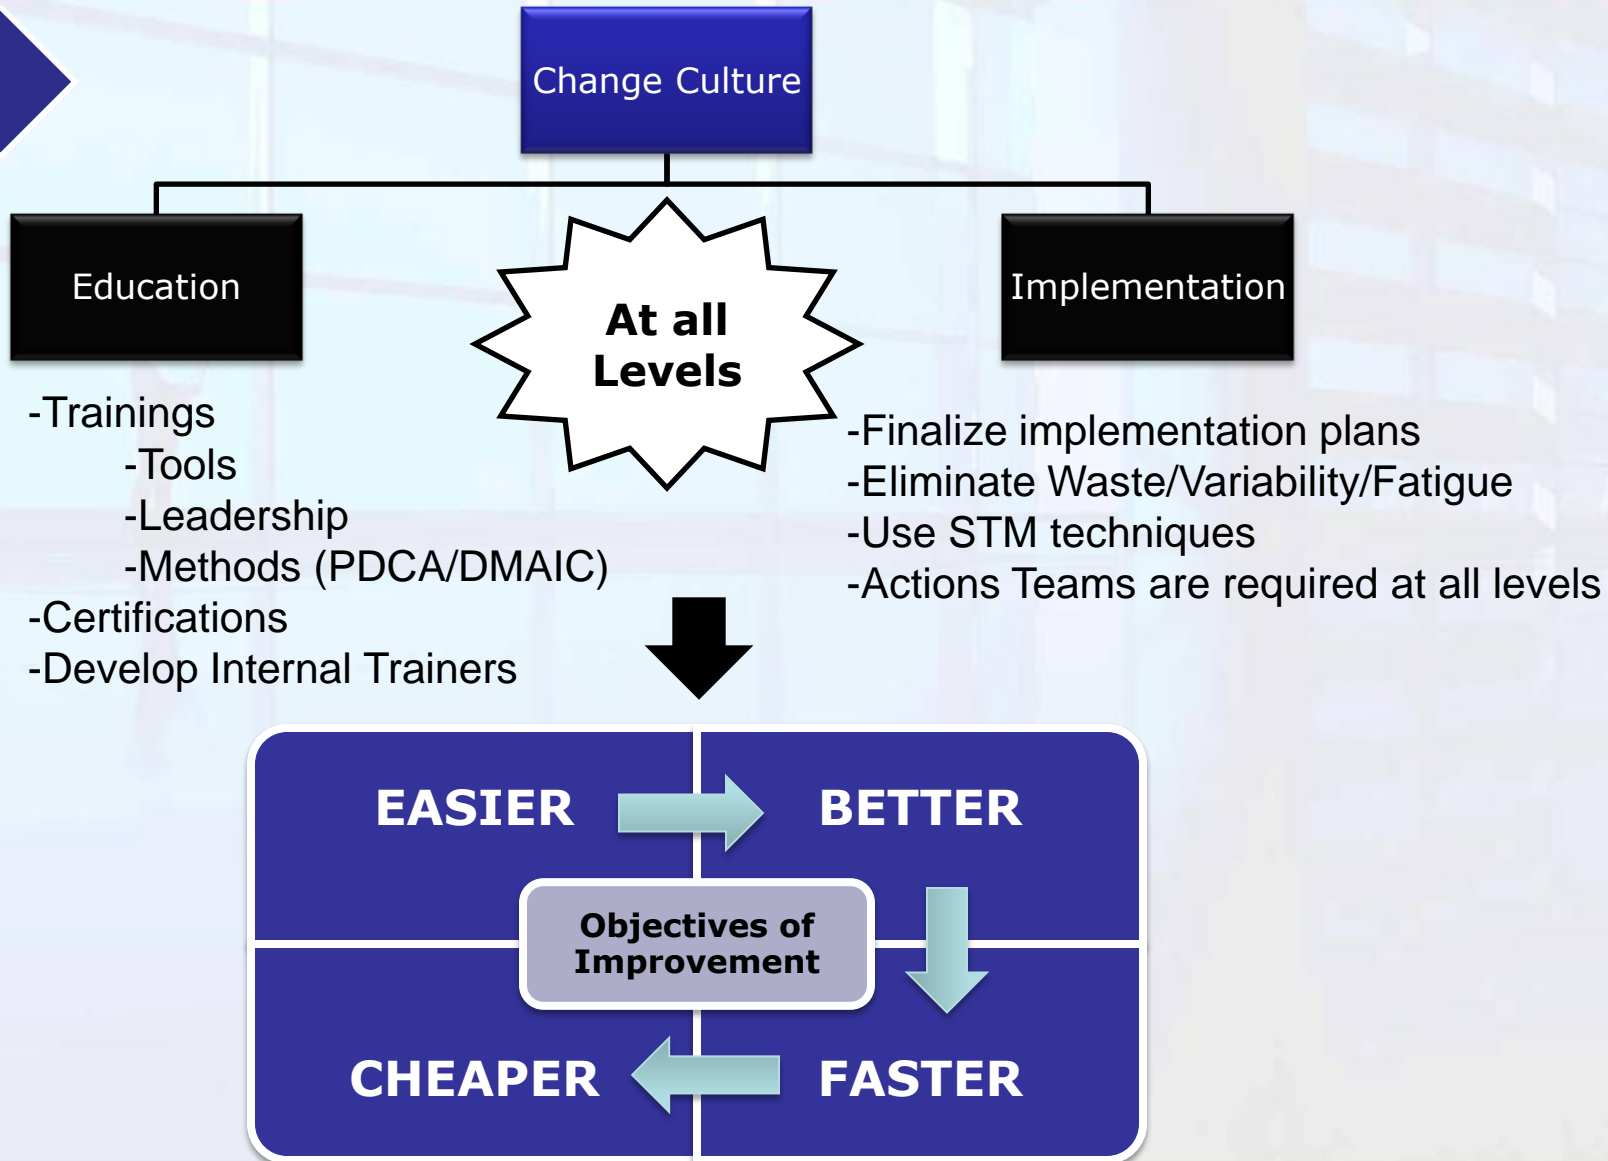 Change Culture
Education
At all
Levels
Implementation
-Trainings
-Tools
-Leadership
-Methods (PDCA/DMAIC)
-Certifications
-Develop Internal Trainers
-Finalize implementation plans
-Eliminate Waste/Variability/Fatigue
-Use STM techniques
-Actions Teams are required at all levels
EASIER
BETTER
Objectives of
Improvement
CHEAPER
FASTER